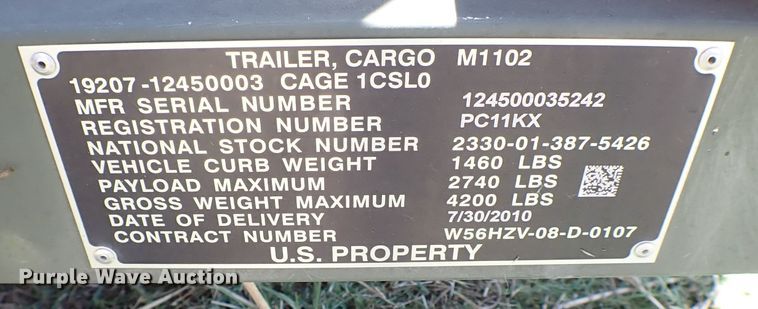 TRAILER, CARGO M1102
19207-12450003 CAGE 1CSL0
MFR SERIAL NUMBER 124500035242
REGISTRATION NUMBER PC11KX
NATIONAL STOCK NUMBER 2330-01-387-5426
VEHICLE CURB WEIGHT 1460 LBS
PAYLOAD MAXIMUM 2740 LBS
GROSS WEIGHT MAXIMUM 4200 LBS
DATE OF DELIVERY 7/30/2010
CONTRACT NUMBER W56HZV-08-D-0107
U.S. PROPERTY
Purple Wave Auction